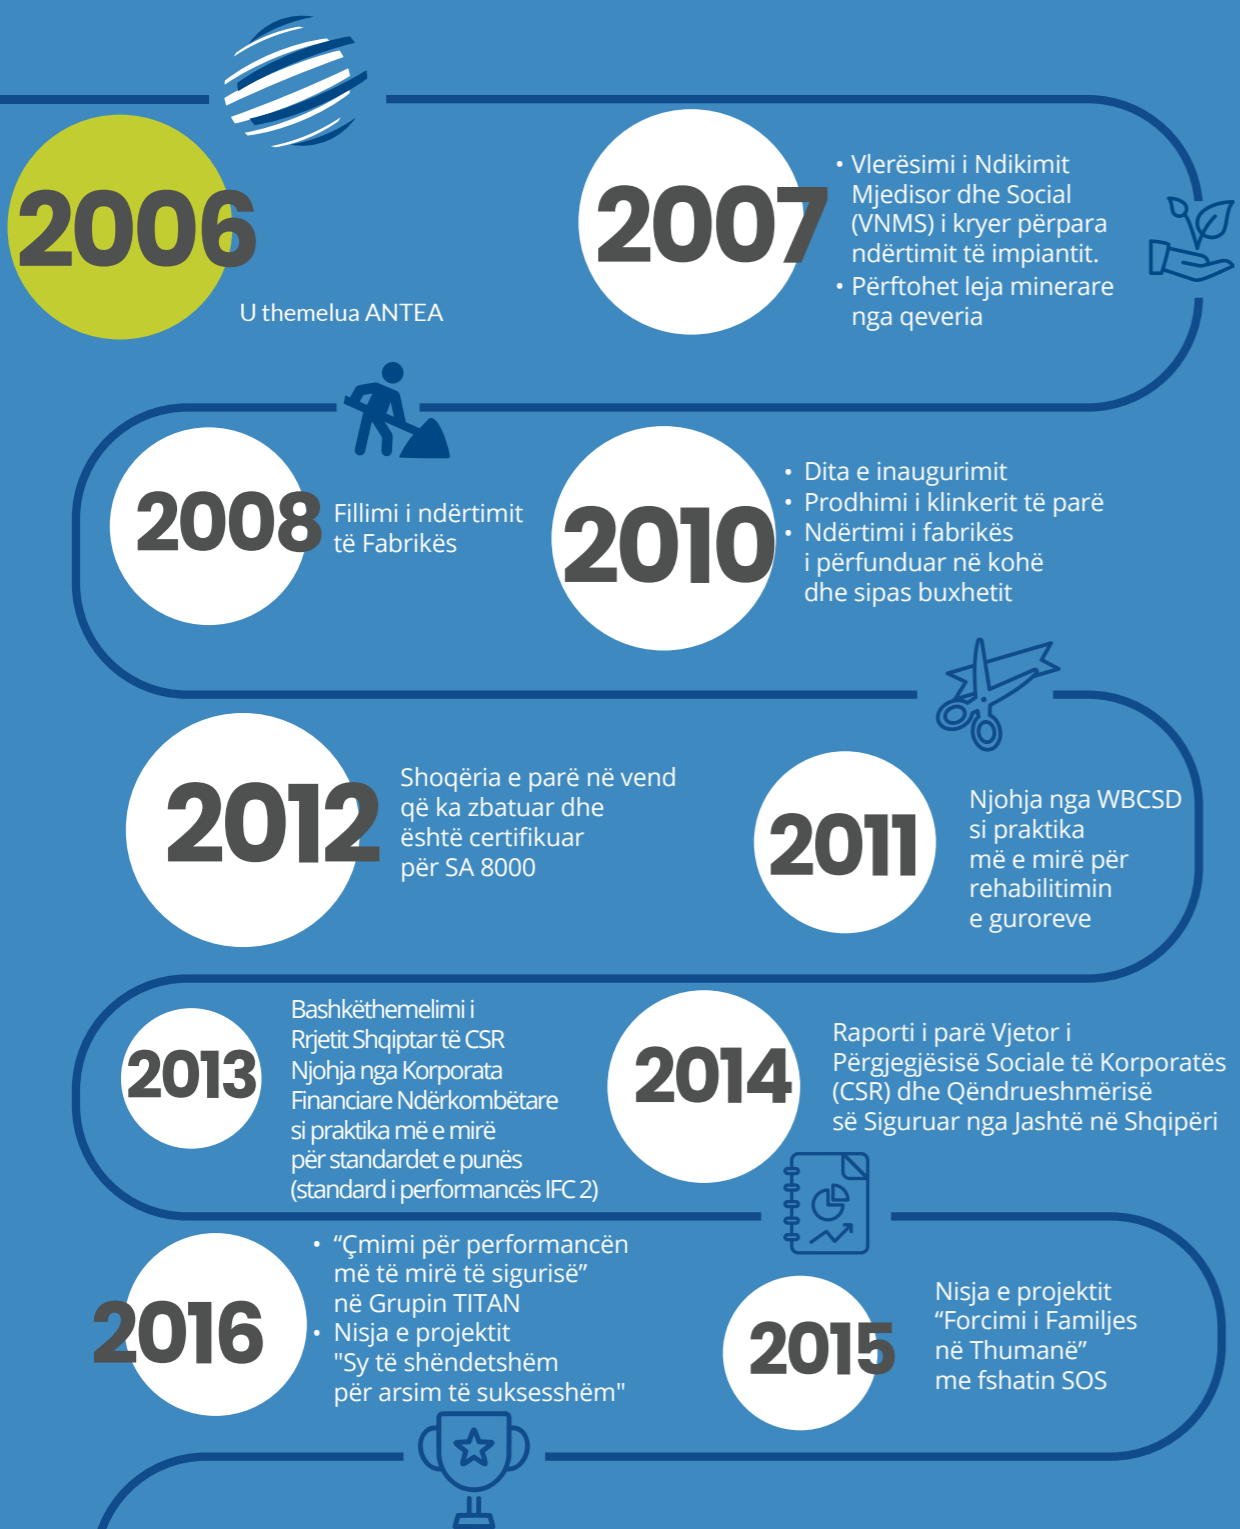 2006
U themelua ANTEA
2007
• Vlerësimi i Ndikimit
Mjedisor dhe Social
(VNMS) i kryer përpara
ndërtimit të impiantit.
• Përftohet leja minerare
nga qeveria
2008
Fillimi i ndërtimit
të Fabrikës
2010
• Dita e inaugurimit
• Prodhimi i klinkerit të parë
• Ndërtimi i fabrikës
i përfunduar në kohë
dhe sipas buxhetit
2012
Shoqëria e parë në vend
që ka zbatuar dhe
është certifikuar
për SA 8000
2011
Njohja nga WBCSD
si praktika
më e mirë për
rehabilitimin
e guroreve
2013
Bashkëthemelimi i
Rrjetit Shqiptar të CSR
Njohja nga Korporata
Financiare Ndërkombëtare
si praktika më e mirë
për standardet e punës
(standard i performancës IFC 2)
2014
Raporti i parë Vjetor i
Përgjegjësisë Sociale të Korporatës
(CSR) dhe Qëndrueshmërisë
së Siguruar nga Jashtë në Shqipëri
2016
• “Çmimi për performancën
më të mirë të sigurisë”
në Grupin TITAN
• Nisja e projektit
"Sy të shëndetshëm
për arsim të suksesshëm"
2015
Nisja e projektit
“Forcimi i Familjes
në Thumanë”
me fshatin SOS